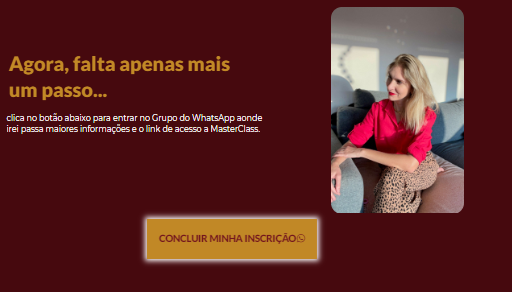 Agora, falta apenas mais
um passo...
clica no botão abaixo para entrar no Grupo do WhatsApp aonde
irei passa maiores informações e o link de acesso a MasterClass.
CONCLUIR MINHA INSCRIÇÃO